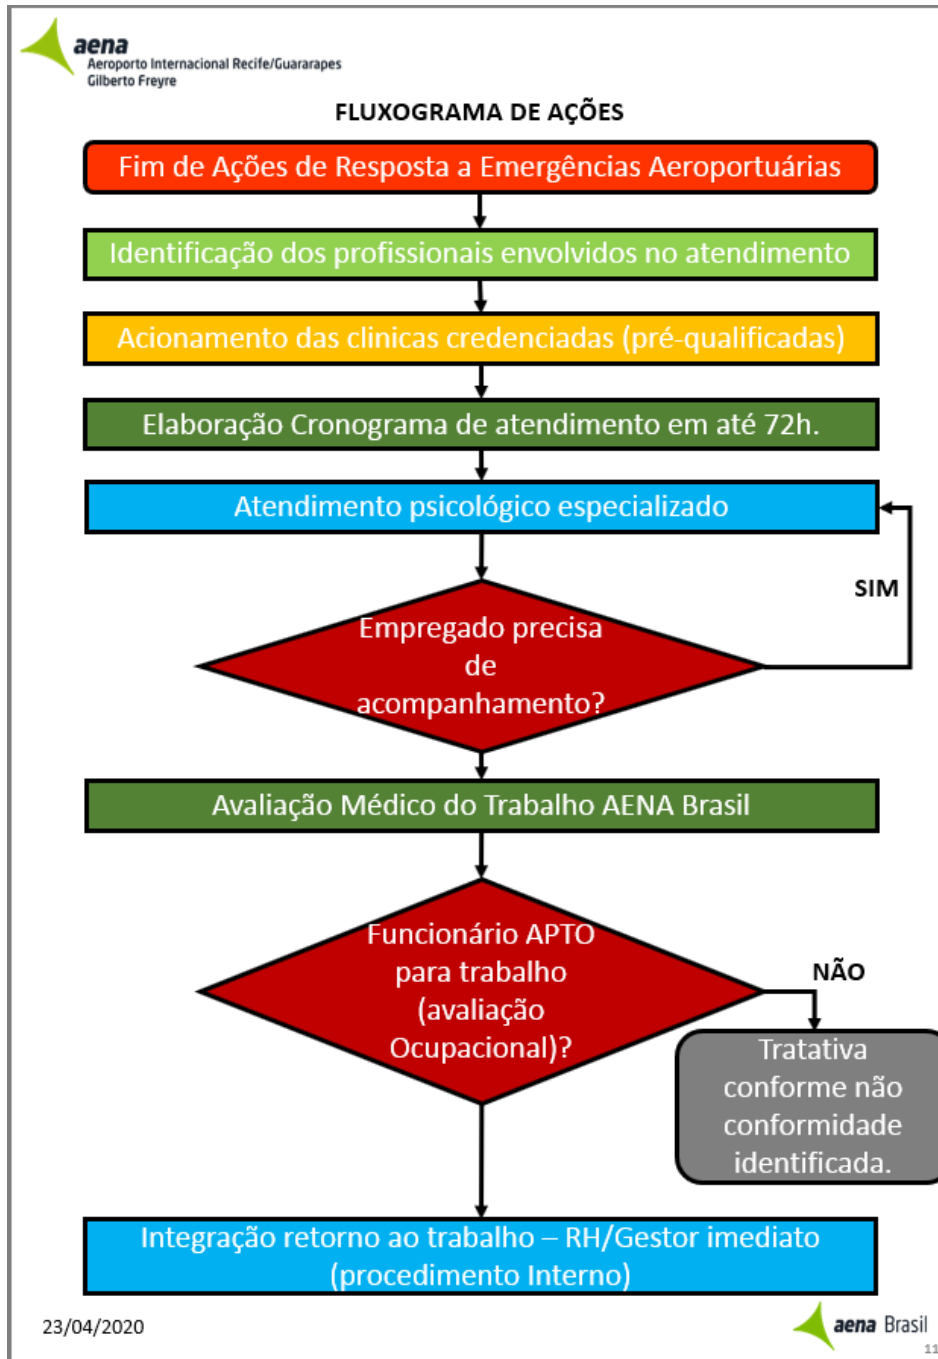 aena
Aeroporto Internacional Recife/Guararapes
Gilberto Freyre
FLUXOGRAMA DE AÇÕES
Fim de Ações de Resposta a Emergências Aeroportuárias
Identificação dos profissionais envolvidos no atendimento
Acionamento das clinicas credenciadas (pré-qualificadas)
Elaboração Cronograma de atendimento em até 72h.
Atendimento psicológico especializado
SIM
Empregado precisa
de
acompanhamento?
Avaliação Médico do Trabalho AENA Brasil
Funcionário APTO
para trabalho
(avaliação
Ocupacional)?
NÃO
Tratativa
conforme não
conformidade
identificada.
Integração retorno ao trabalho – RH/Gestor imediato
(procedimento Interno)
23/04/2020
aena Brasil
11